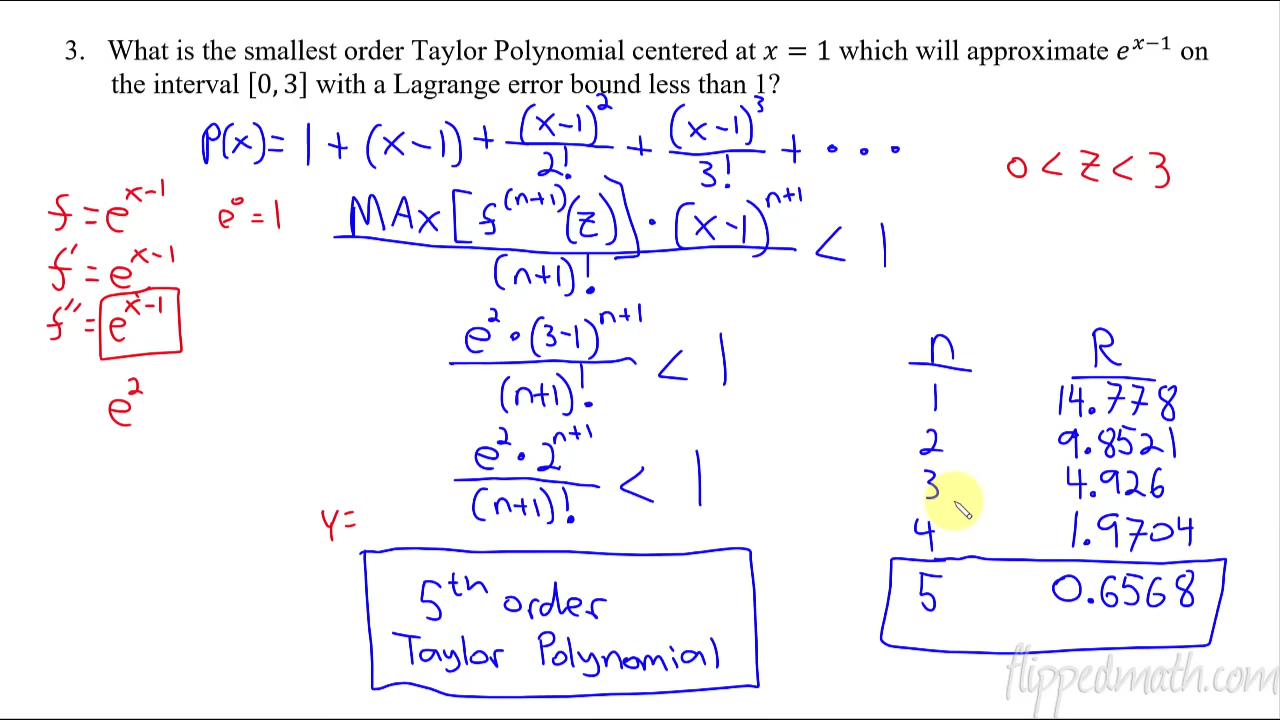 3. What is the smallest order Taylor Polynomial centered at x = 1 which will approximate e^{x−1} on
the interval [0, 3] with a Lagrange error bound less than 1?
P(x) = 1 + (x−1) + (x−1)^2/2! + (x−1)^3/3! + • • •
0 < z < 3
f = e^{x−1}
e^0 = 1
f' = e^{x−1}
f'' = e^{x−1}
e^2
MAx [f^{(n+1)}(z)] • (x−1)^{n+1} / (n+1)! < 1
e^2 • (3−1)^{n+1} / (n+1)! < 1
e^2 • 2^{n+1} / (n+1)! < 1
y=
5th order
Taylor Polynomial
n R
1 14.778
2 9.8521
3 4.926
4 1.9704
5 0.6568
flippedmath.com